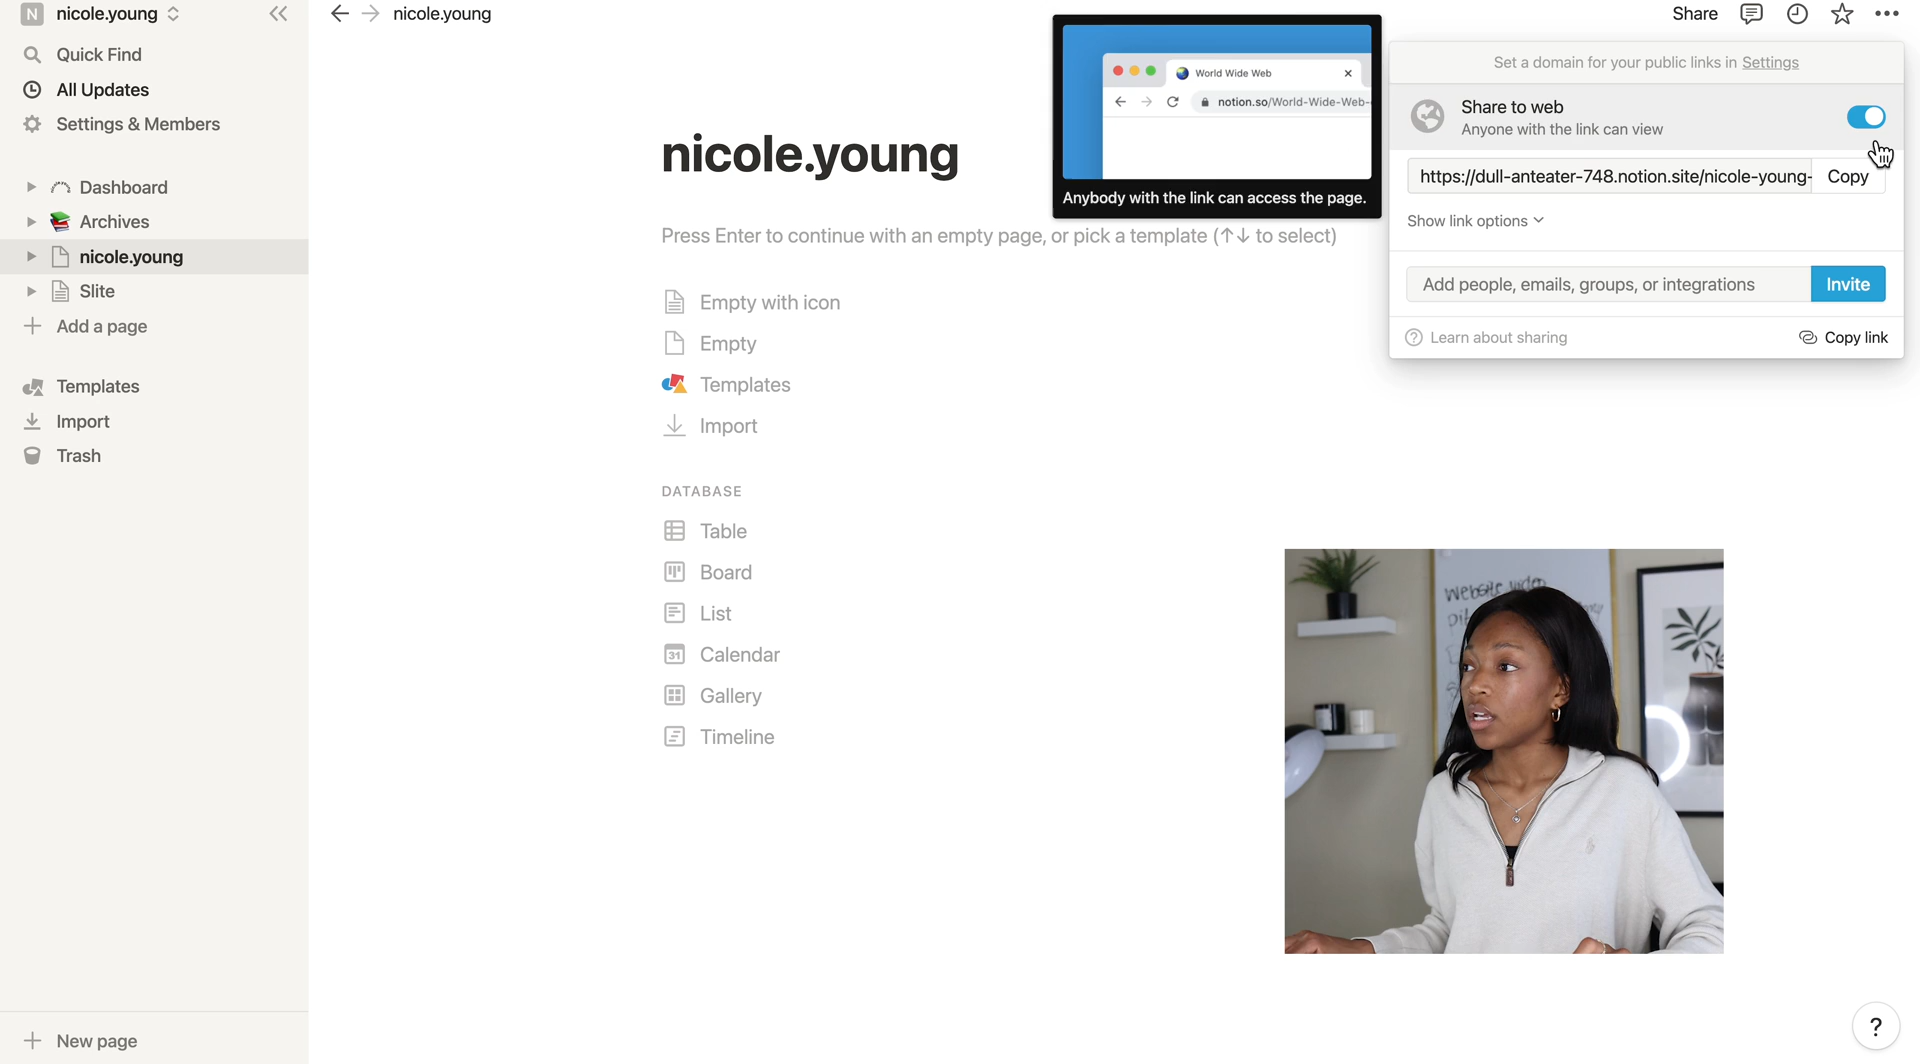 N nicole.young
Quick Find
All Updates
Settings & Members
Dashboard
Archives
nicole.young
Slite
Add a page
Templates
Import
Trash
New page
nicole.young
nicole.young
Press Enter to continue with an empty page, or pick a template (↑↓ to select)
Empty with icon
Empty
Templates
Import
DATABASE
Table
Board
List
31 Calendar
Gallery
Timeline
World Wide Web
notion.so/World-Wide-Web-
Anybody with the link can access the page.
Share
Set a domain for your public links in Settings
Share to web
Anyone with the link can view
https://dull-anteater-748.notion.site/nicole-young- Copy
Show link options
Add people, emails, groups, or integrations Invite
? Learn about sharing Copy link
website video
?